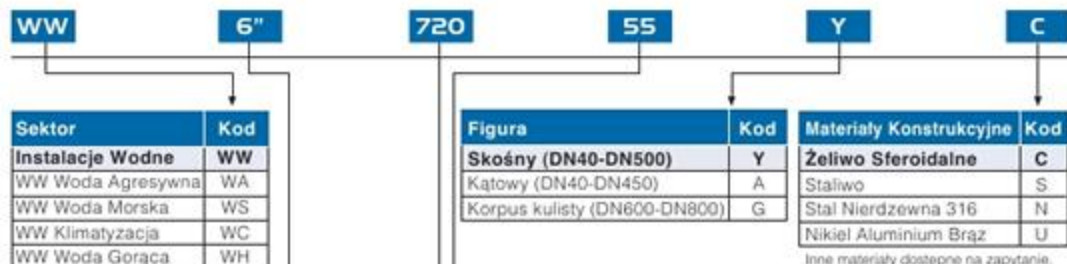 WW 6” 720 55 Y C
Sektor Kod
Instalacje Wodne WW
WW Woda Agresywna WA
WW Woda Morska WS
WW Klimatyzacja WC
WW Woda Gorąca WH
Figura Kod
Skośny (DN40-DN500) Y
Kątowy (DN40-DN450) A
Korpus kulisty (DN600-DN800) G
Materiały Konstrukcyjne Kod
Żeliwo Sferoidalne C
Staliwo S
Stal Nierdzewna 316 N
Nikiel Aluminium Brąz U
Inne materiały dostępne na zapytanie.